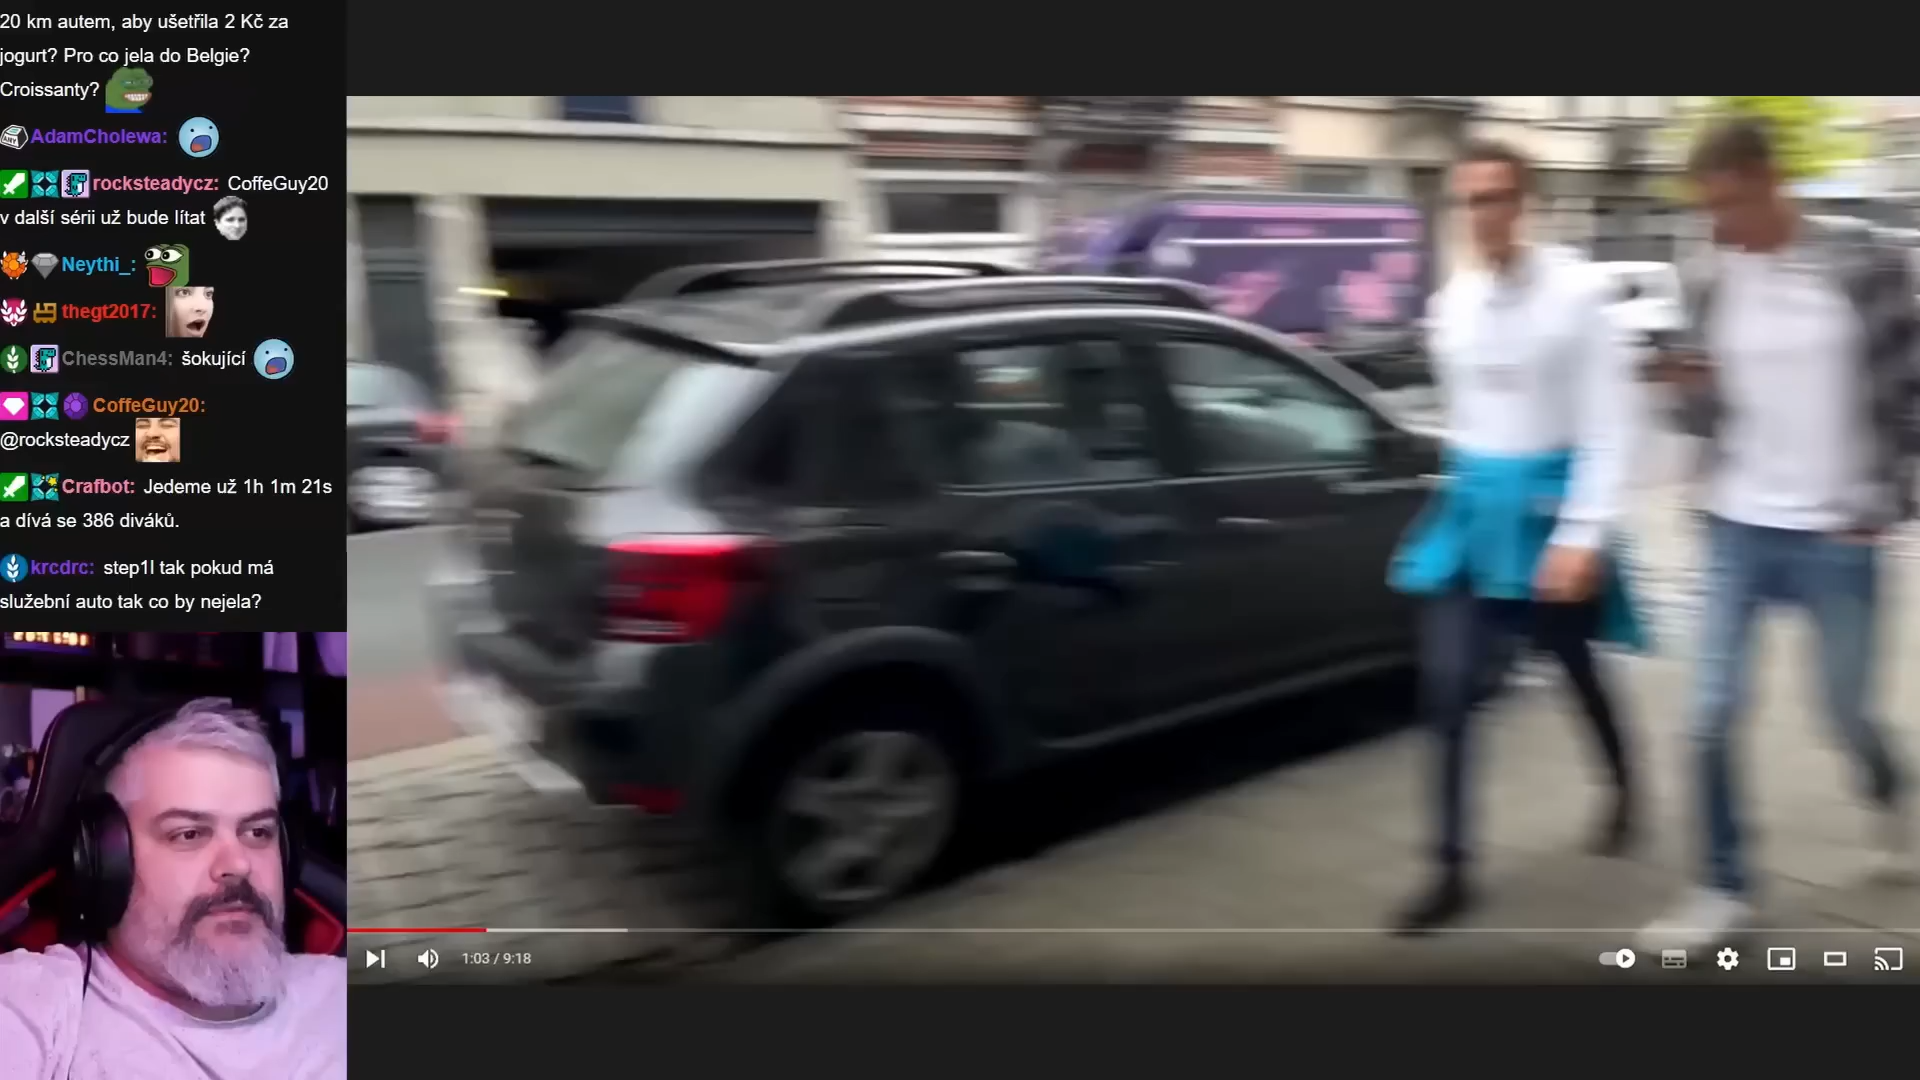 20 km autem, aby ušetřila 2 Kč za
jogurt? Pro co jela do Belgie?
Croissanty?
AdamCholewa:
rocksteadycz: CoffeGuy20
v další sérii už bude lítat
Neythi_:
thegt2017:
ChessMan4: šokující
CoffeGuy20:
@rocksteadycz
Crafbot: Jedeme už 1h 1m 21s
a dívá se 386 diváků.
krcdrc: step1l tak pokud má
služební auto tak co by nejela?
1:03 / 9:18